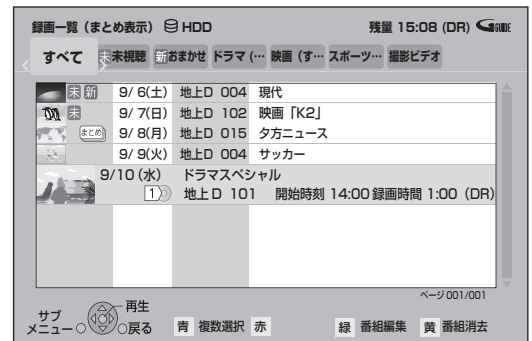 録画一覧（まとめ表示） HDD 残量 15:08 (DR) G GUIDE
すべて 未 未視聴 新 おまかせ ドラマ (… 映画 (す… スポーツ… 撮影ビデオ
未 新 9/ 6(土) 地上D 004 現代
未 9/ 7(日) 地上D 102 映画「K2」
まとめ 9/ 8(月) 地上D 015 夕方ニュース
9/ 9(火) 地上D 004 サッカー
9/10 (水) ドラマスペシャル
1 地上D 101 開始時刻 14:00 録画時間 1:00 (DR)
ページ 001/001
サブメニュー 再生
戻る 青 複数選択 赤 緑 番組編集 黄 番組消去